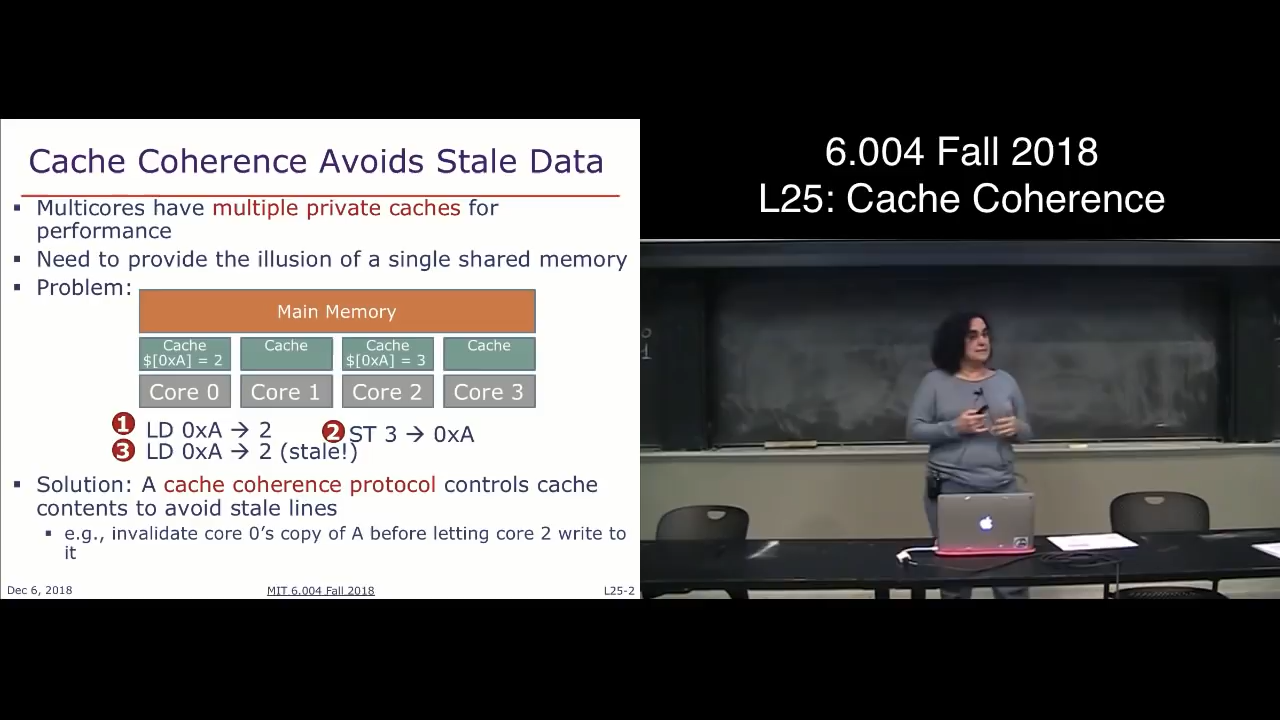 Cache Coherence Avoids Stale Data
▪ Multicores have multiple private caches for
performance
▪ Need to provide the illusion of a single shared memory
▪ Problem:
Main Memory
Cache
$[0xA] = 2
Cache
Cache
$[0xA] = 3
Cache
Core 0
Core 1
Core 2
Core 3
1 LD 0xA → 2
2 ST 3 → 0xA
3 LD 0xA → 2 (stale!)
▪ Solution: A cache coherence protocol controls cache
contents to avoid stale lines
▪ e.g., invalidate core 0’s copy of A before letting core 2 write to
it
Dec 6, 2018
MIT 6.004 Fall 2018
L25-2
6.004 Fall 2018
L25: Cache Coherence